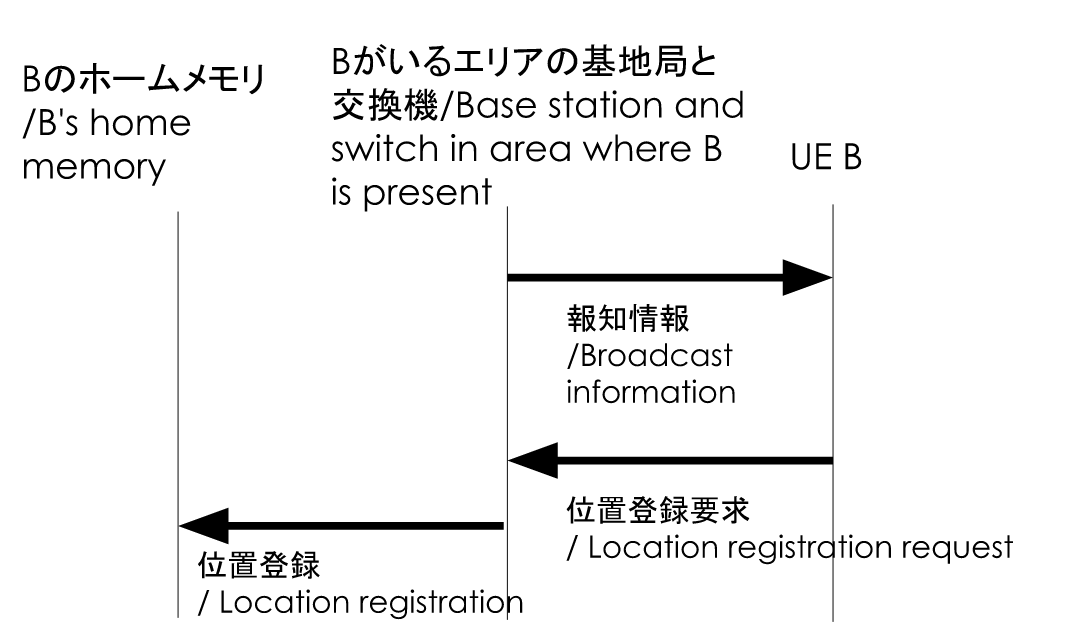 Bのホームメモリ
/B's home
memory
Bがいるエリアの基地局と
交換機/Base station and
switch in area where B
is present
UE B
報知情報
/Broadcast
information
位置登録要求
/ Location registration request
位置登録
/ Location registration